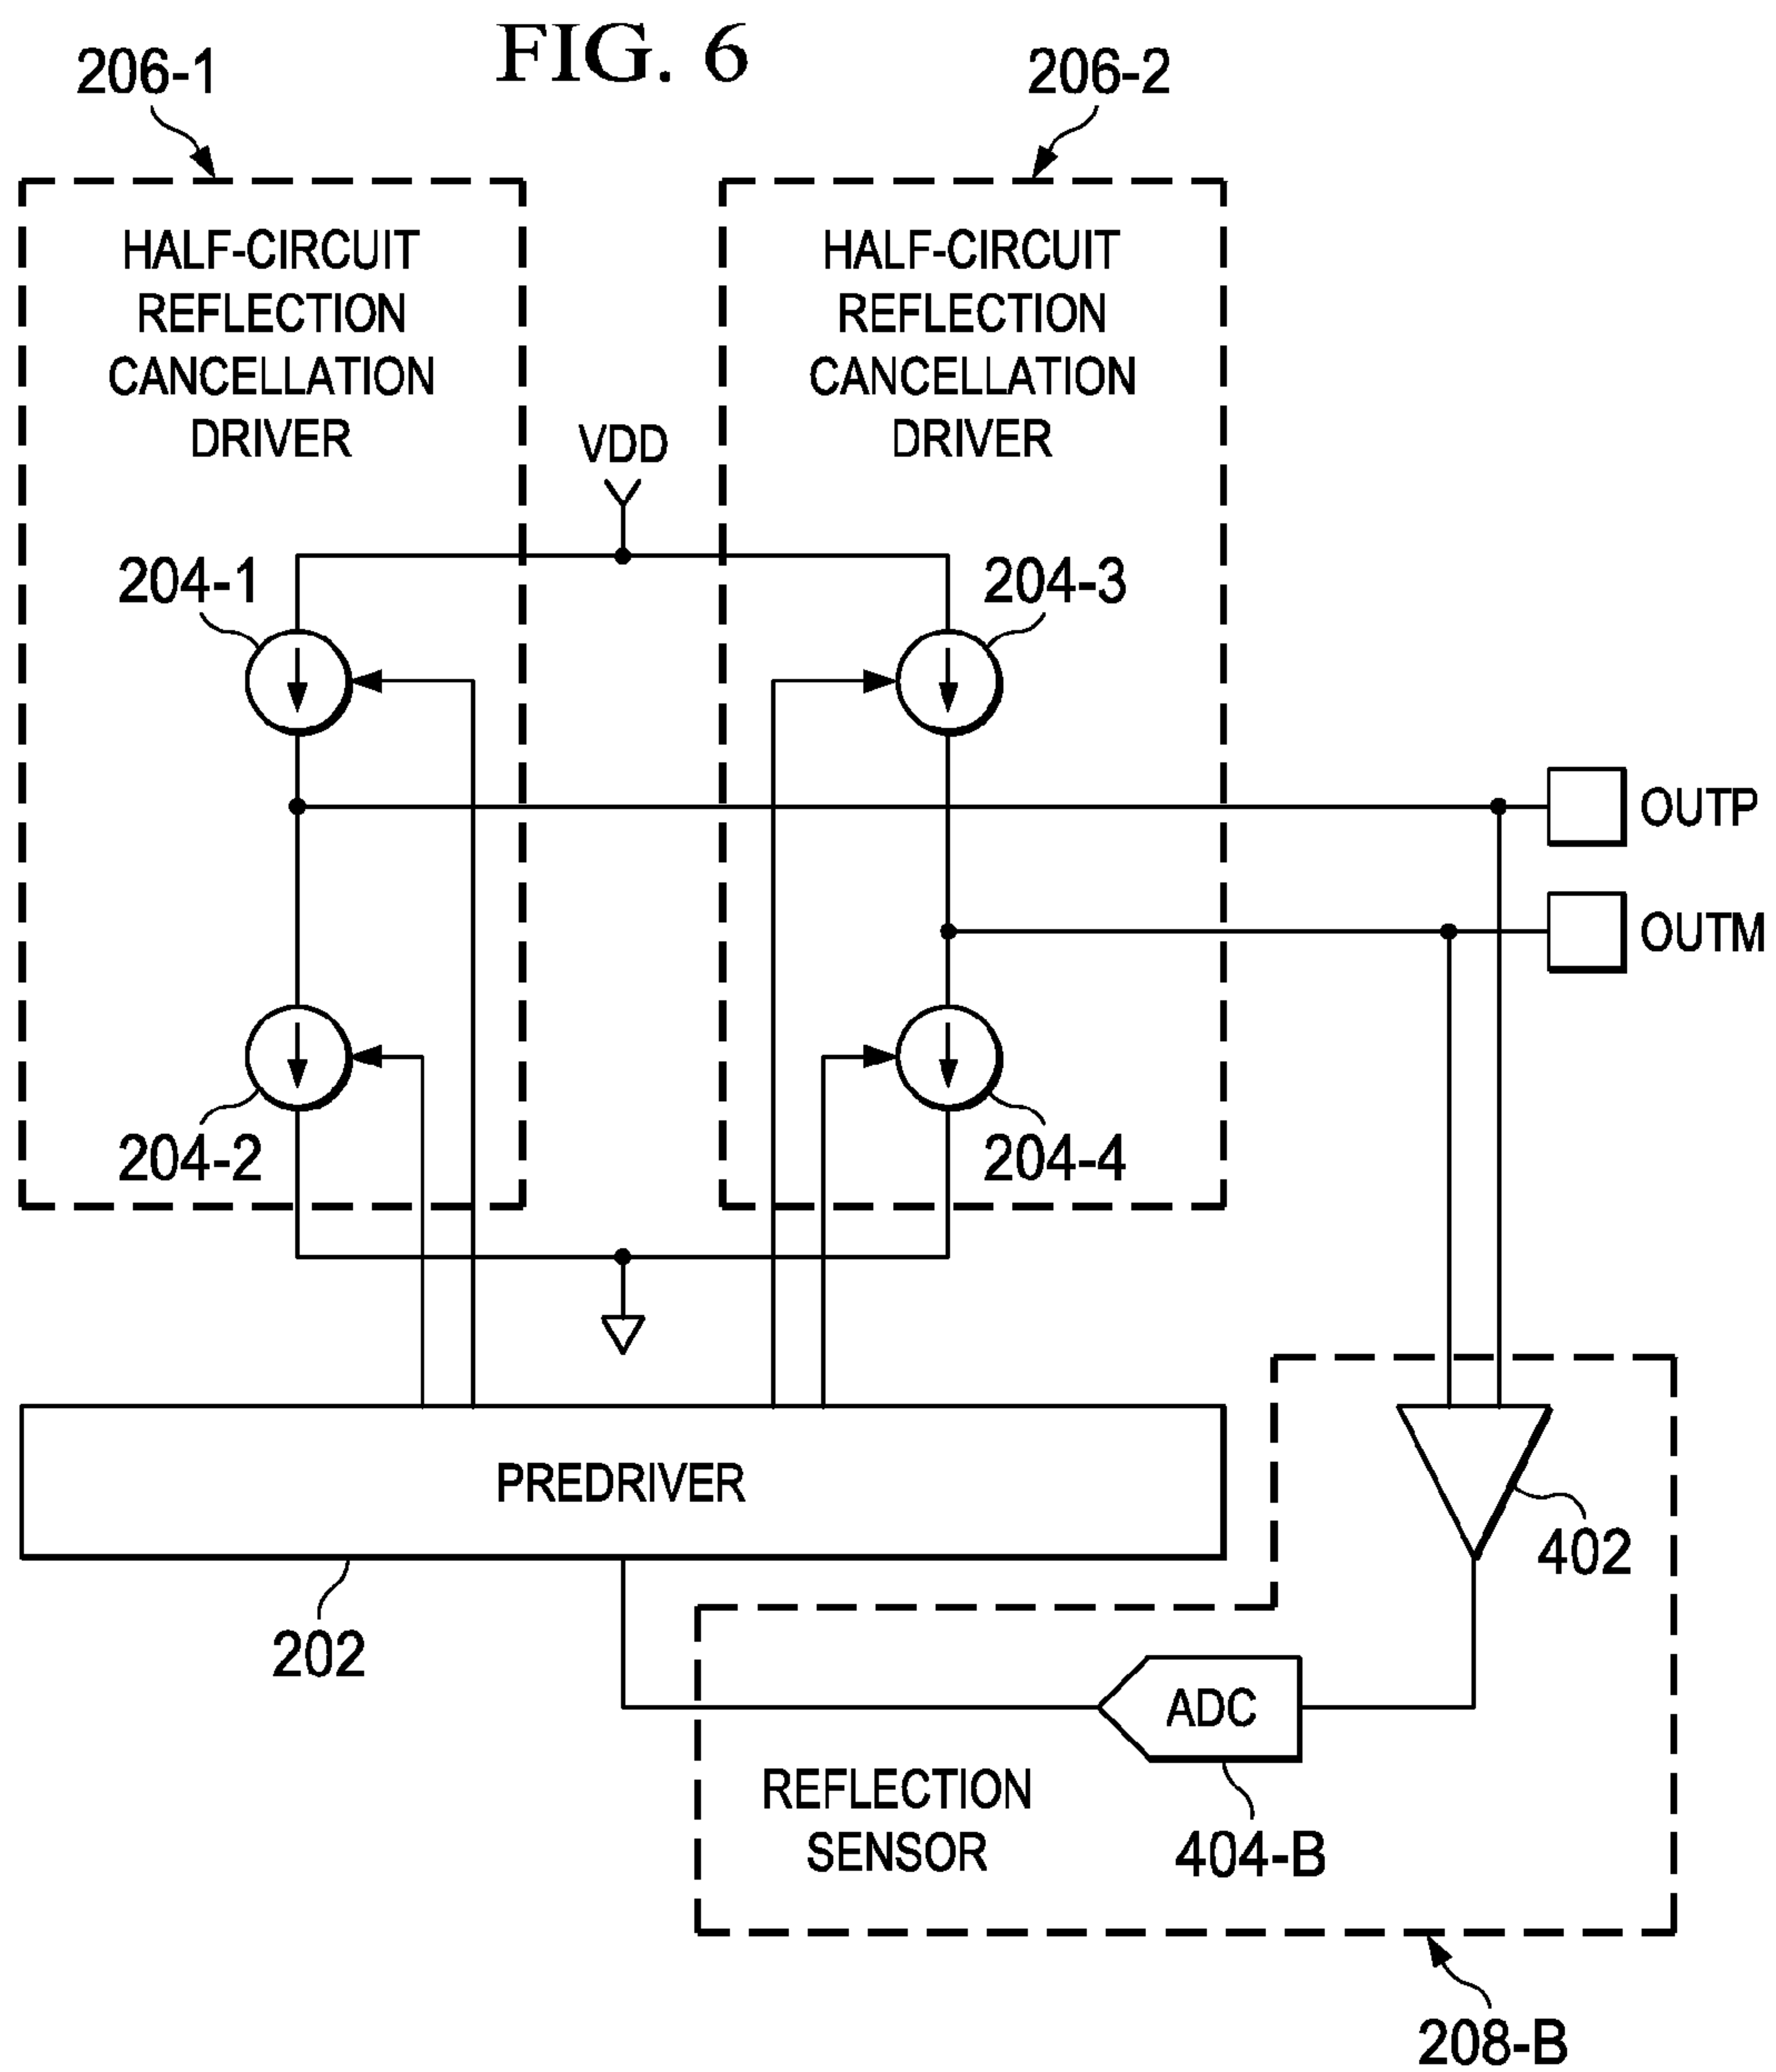 FIG. 6
206-1
206-2
HALF-CIRCUIT
REFLECTION
CANCELLATION
DRIVER
HALF-CIRCUIT
REFLECTION
CANCELLATION
DRIVER
VDD
204-1
204-3
OUTP
OUTM
204-2
204-4
PREDRIVER
402
202
ADC
REFLECTION
SENSOR
404-B
208-B